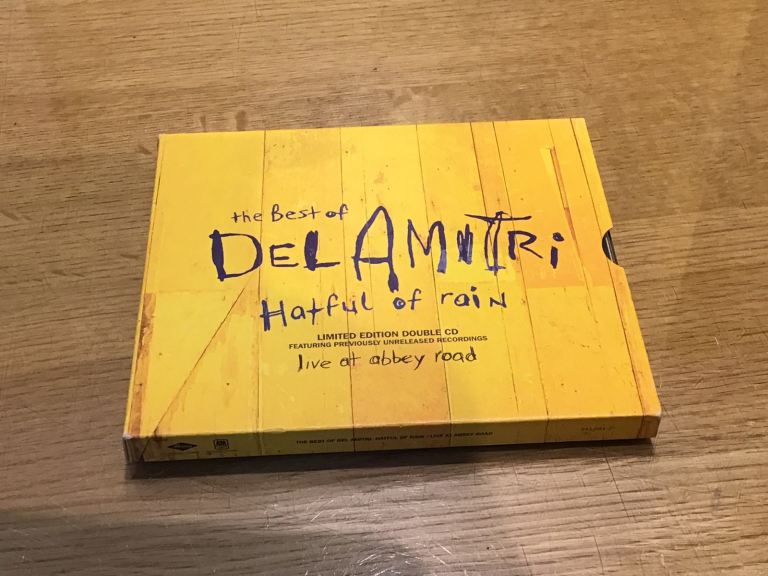 the Best of
DEL AMiTRi
Hatful of rain
LIMITED EDITION DOUBLE CD
FEATURING PREVIOUSLY UNRELEASED RECORDINGS
live at abbey road
THE BEST OF DEL AMITRI: HATFUL OF RAIN - LIVE AT ABBEY ROAD